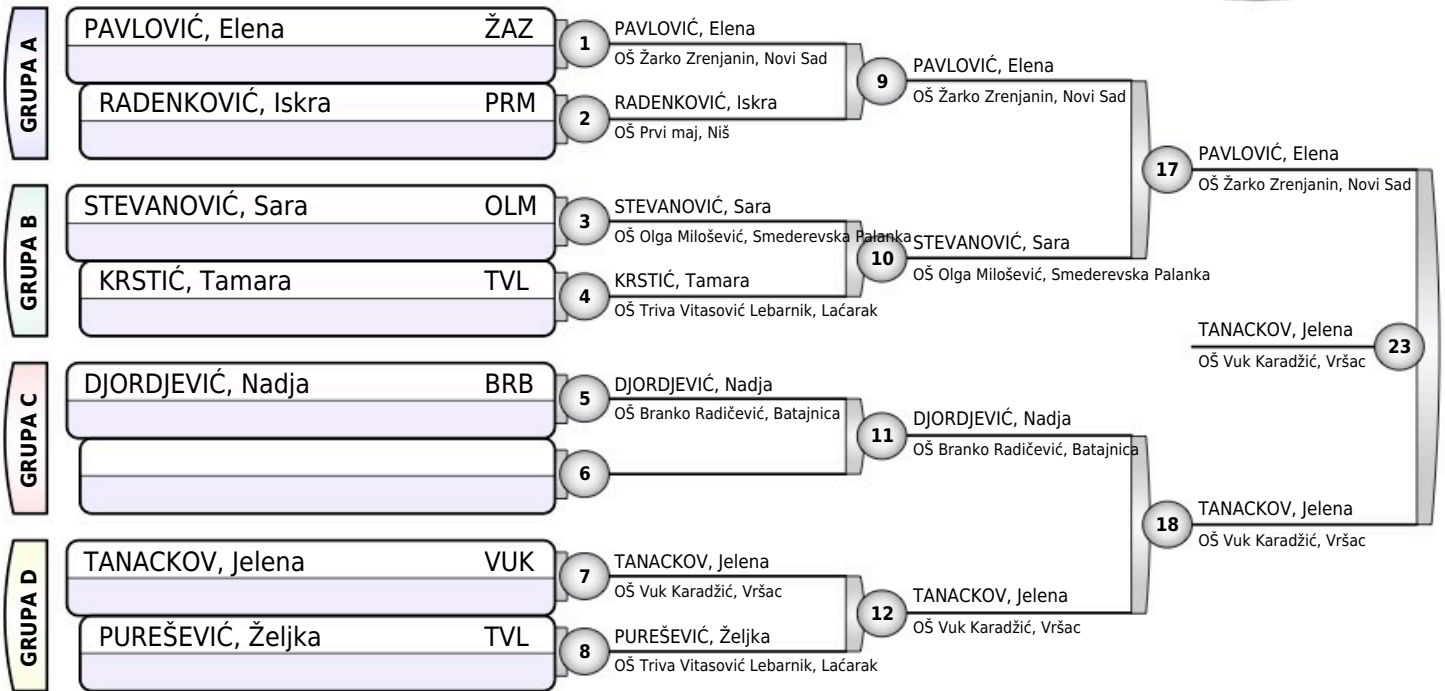 GRUPA A
PAVLOVIĆ, Elena ŽAZ
RADENKOVIĆ, Iskra PRM
1
PAVLOVIĆ, Elena
OŠ Žarko Zrenjanin, Novi Sad
2
RADENKOVIĆ, Iskra
OŠ Prvi maj, Niš
9
PAVLOVIĆ, Elena
OŠ Žarko Zrenjanin, Novi Sad
GRUPA B
STEVANOVIĆ, Sara OLM
KRSTIĆ, Tamara TVL
3
STEVANOVIĆ, Sara
OŠ Olga Milošević, Smederevska Palanka
4
KRSTIĆ, Tamara
OŠ Triva Vitasović Lebarnik, Laćarak
10
STEVANOVIĆ, Sara
OŠ Olga Milošević, Smederevska Palanka
17
PAVLOVIĆ, Elena
OŠ Žarko Zrenjanin, Novi Sad
GRUPA C
DJORDJEVIĆ, Nadja BRB
5
DJORDJEVIĆ, Nadja
OŠ Branko Radičević, Batajnica
6
11
DJORDJEVIĆ, Nadja
OŠ Branko Radičević, Batajnica
GRUPA D
TANACKOV, Jelena VUK
PUREŠEVIĆ, Željka TVL
7
TANACKOV, Jelena
OŠ Vuk Karadžić, Vršac
8
PUREŠEVIĆ, Željka
OŠ Triva Vitasović Lebarnik, Laćarak
12
TANACKOV, Jelena
OŠ Vuk Karadžić, Vršac
18
TANACKOV, Jelena
OŠ Vuk Karadžić, Vršac
TANACKOV, Jelena
OŠ Vuk Karadžić, Vršac
23